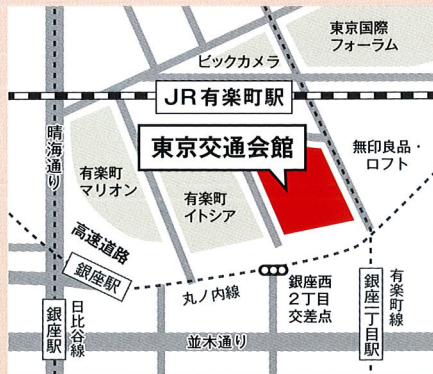 東京国際
フォーラム
ビックカメラ
JR有楽町駅
晴海通り
東京交通会館
無印良品・
ロフト
有楽町
マリオン
有楽町
イトシア
高速道路
銀座駅
丸ノ内線
銀座西
2丁目
交差点
有楽町線
銀座一丁目駅
日比谷線
銀座駅
並木通り